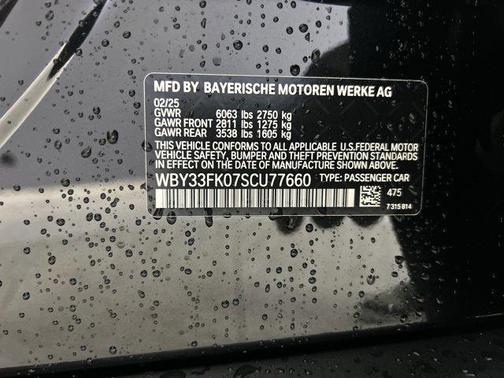 MFD BY BAYERISCHE MOTOREN WERKE AG
02/25
GVWR 6063 lbs 2750 kg
GAWR FRONT 2811 lbs 1275 kg
GAWR REAR 3538 lbs 1605 kg
THIS VEHICLE CONFORMS TO ALL APPLICABLE U.S.FEDERAL MOTOR
VEHICLE SAFETY, BUMPER AND THEFT PREVENTION STANDARDS IN
EFFECT ON THE DATE OF MANUFACTURE SHOWN ABOVE.
WBY33FK07SCU77660 TYPE: PASSENGER CAR
475
7 315 814